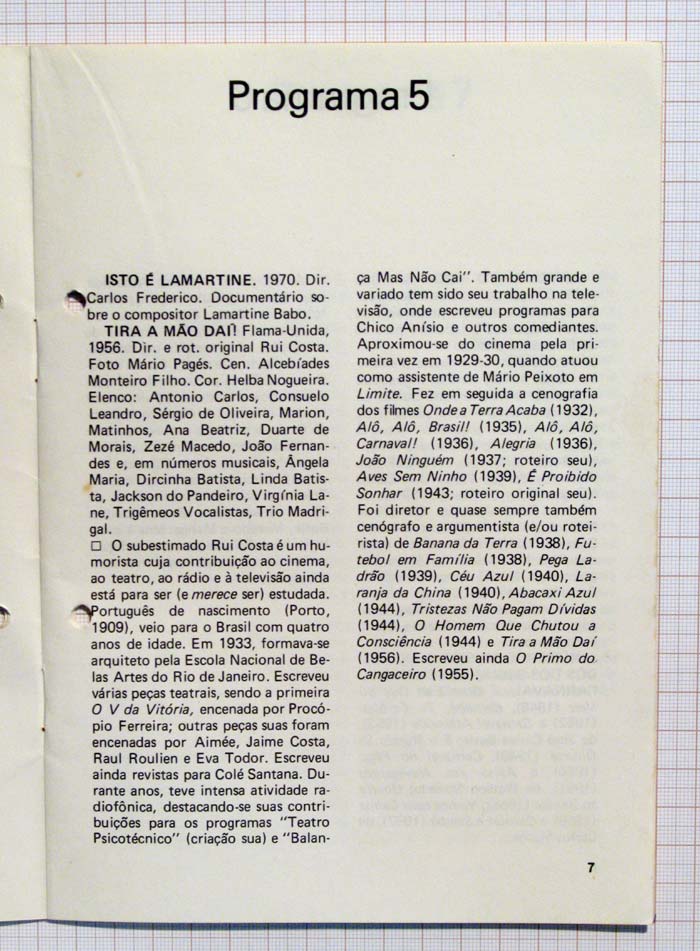 Programa 5
ISTO É LAMARTINE. 1970. Dir.
Carlos Frederico. Documentário so-
bre o compositor Lamartine Babo.
TIRA A MÃO DAÍ! Flama-Unida,
1956. Dir. e rot. original Rui Costa.
Foto Mário Pagés. Cen. Alcebíades
Monteiro Filho. Cor. Helba Nogueira.
Elenco: Antonio Carlos, Consuelo
Leandro, Sérgio de Oliveira, Marion,
Matinhos, Ana Beatriz, Duarte de
Morais, Zezé Macedo, João Fernan-
des e, em números musicais, Ângela
Maria, Dircinha Batista, Linda Batis-
ta, Jackson do Pandeiro, Virgínia La-
ne, Trigêmeos Vocalistas, Trio Madri-
gal.
□ O subestimado Rui Costa é um hu-
morista cuja contribuição ao cinema,
ao teatro, ao rádio e à televisão ainda
está para ser (e merece ser) estudada.
Português de nascimento (Porto,
1909), veio para o Brasil com quatro
anos de idade. Em 1933, formava-se
arquiteto pela Escola Nacional de Be-
las Artes do Rio de Janeiro. Escreveu
várias peças teatrais, sendo a primeira
O V da Vitória, encenada por Procó-
pio Ferreira; outras peças suas foram
encenadas por Aimée, Jaime Costa,
Raul Roulien e Eva Todor. Escreveu
ainda revistas para Colé Santana. Du-
rante anos, teve intensa atividade ra-
diofônica, destacando-se suas contri-
buições para os programas "Teatro
Psicotécnico" (criação sua) e "Balan-
ça Mas Não Cai". Também grande e
variado tem sido seu trabalho na tele-
visão, onde escreveu programas para
Chico Anísio e outros comediantes.
Aproximou-se do cinema pela pri-
meira vez em 1929-30, quando atuou
como assistente de Mário Peixoto em
Limite. Fez em seguida a cenografia
dos filmes Onde a Terra Acaba (1932),
Alô, Alô, Brasil! (1935), Alô, Alô,
Carnaval! (1936), Alegria (1936),
João Ninguém (1937; roteiro seu),
Aves Sem Ninho (1939), É Proibido
Sonhar (1943; roteiro original seu).
Foi diretor e quase sempre também
cenógrafo e argumentista (e/ou rotei-
rista) de Banana da Terra (1938), Fu-
tebol em Família (1938), Pega La-
drão (1939), Céu Azul (1940), La-
ranja da China (1940), Abacaxi Azul
(1944), Tristezas Não Pagam Dívidas
(1944), O Homem Que Chutou a
Consciência (1944) e Tira a Mão Daí
(1956). Escreveu ainda O Primo do
Cangaceiro (1955).
7